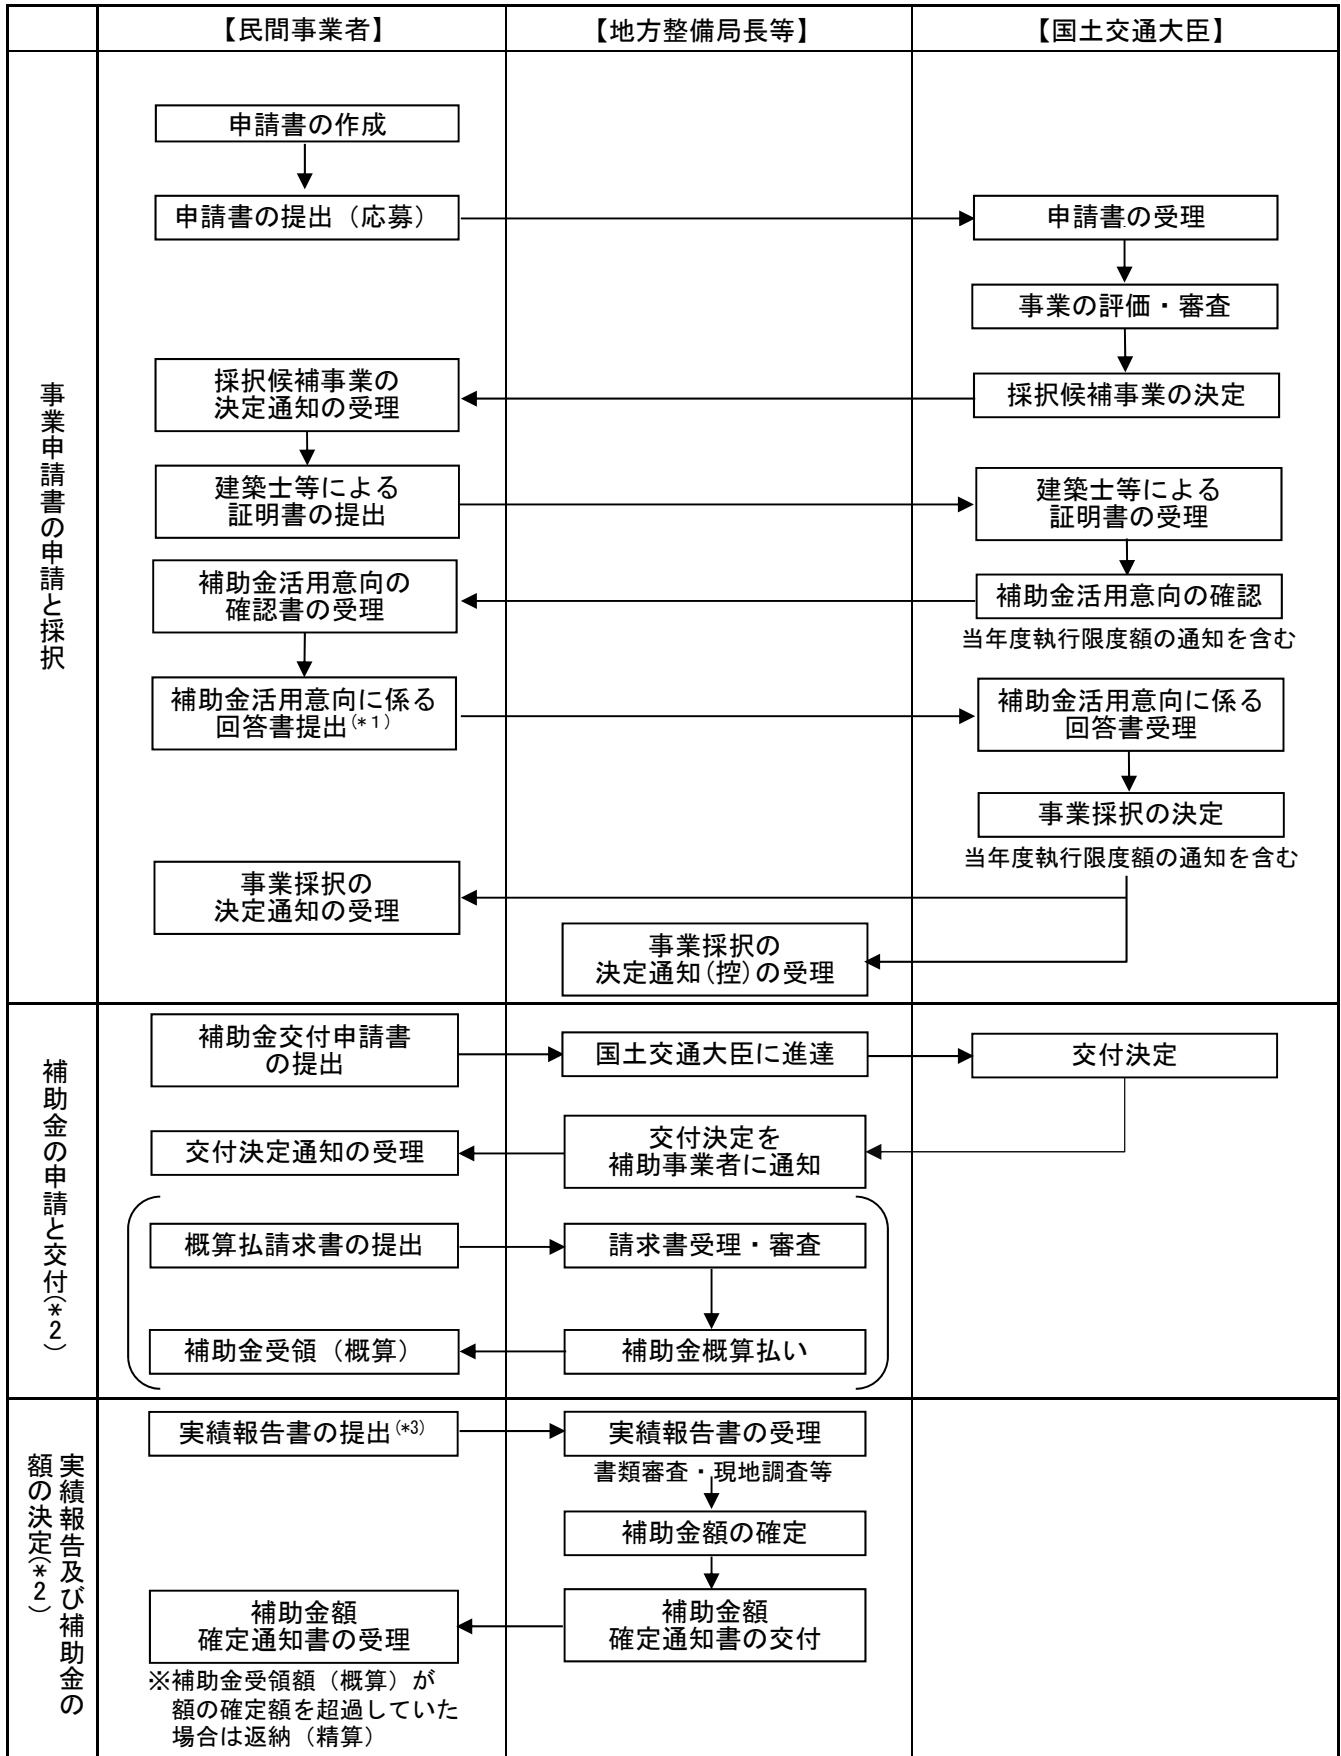 【民間事業者】
【地方整備局長等】
【国土交通大臣】
事業申請書の申請と採択
申請書の作成
申請書の提出（応募）
申請書の受理
事業の評価・審査
採択候補事業の
決定通知の受理
採択候補事業の決定
建築士等による
証明書の提出
建築士等による
証明書の受理
補助金活用意向の
確認書の受理
補助金活用意向の確認
当年度執行限度額の通知を含む
補助金活用意向に係る
回答書提出(*1)
補助金活用意向に係る
回答書受理
事業採択の決定
当年度執行限度額の通知を含む
事業採択の
決定通知の受理
事業採択の
決定通知(控)の受理
補助金の申請と交付(*2)
補助金交付申請書
の提出
国土交通大臣に進達
交付決定
交付決定通知の受理
交付決定を
補助事業者に通知
概算払請求書の提出
請求書受理・審査
補助金受領（概算）
補助金概算払い
実績報告及び補助金の
額の決定(*2)
実績報告書の提出(*3)
実績報告書の受理
書類審査・現地調査等
補助金額の確定
補助金額
確定通知書の受理
補助金額
確定通知書の交付
※補助金受領額（概算）が
額の確定額を超過していた
場合は返納（精算）